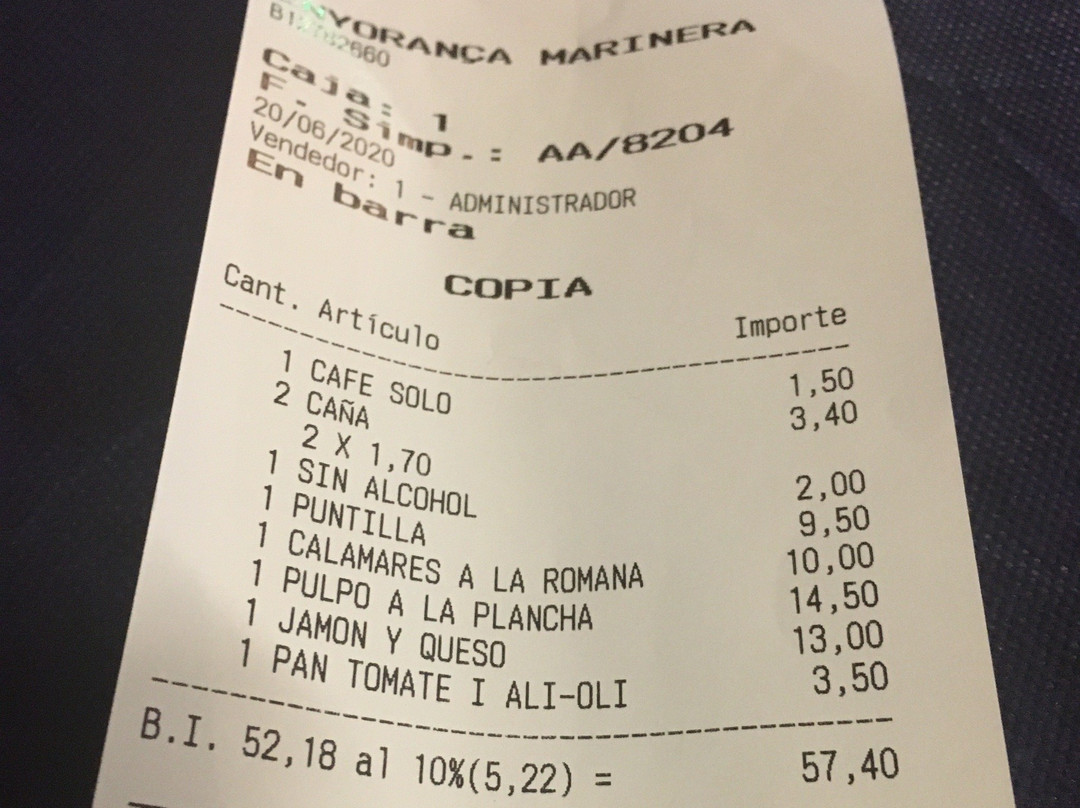 NYORANÇA MARINERA
Caja: 1
F. Simp.: AA/8204
20/06/2020
Vendedor: 1 - ADMINISTRADOR
En barra
COPIA
Cant. Artículo Importe
1 CAFE SOLO 1,50
2 CAÑA 3,40
2 X 1,70
1 SIN ALCOHOL 2,00
1 PUNTILLA 9,50
1 CALAMARES A LA ROMANA 10,00
1 PULPO A LA PLANCHA 14,50
1 JAMON Y QUESO 13,00
1 PAN TOMATE I ALI-OLI 3,50
B.I. 52,18 al 10%(5,22) = 57,40